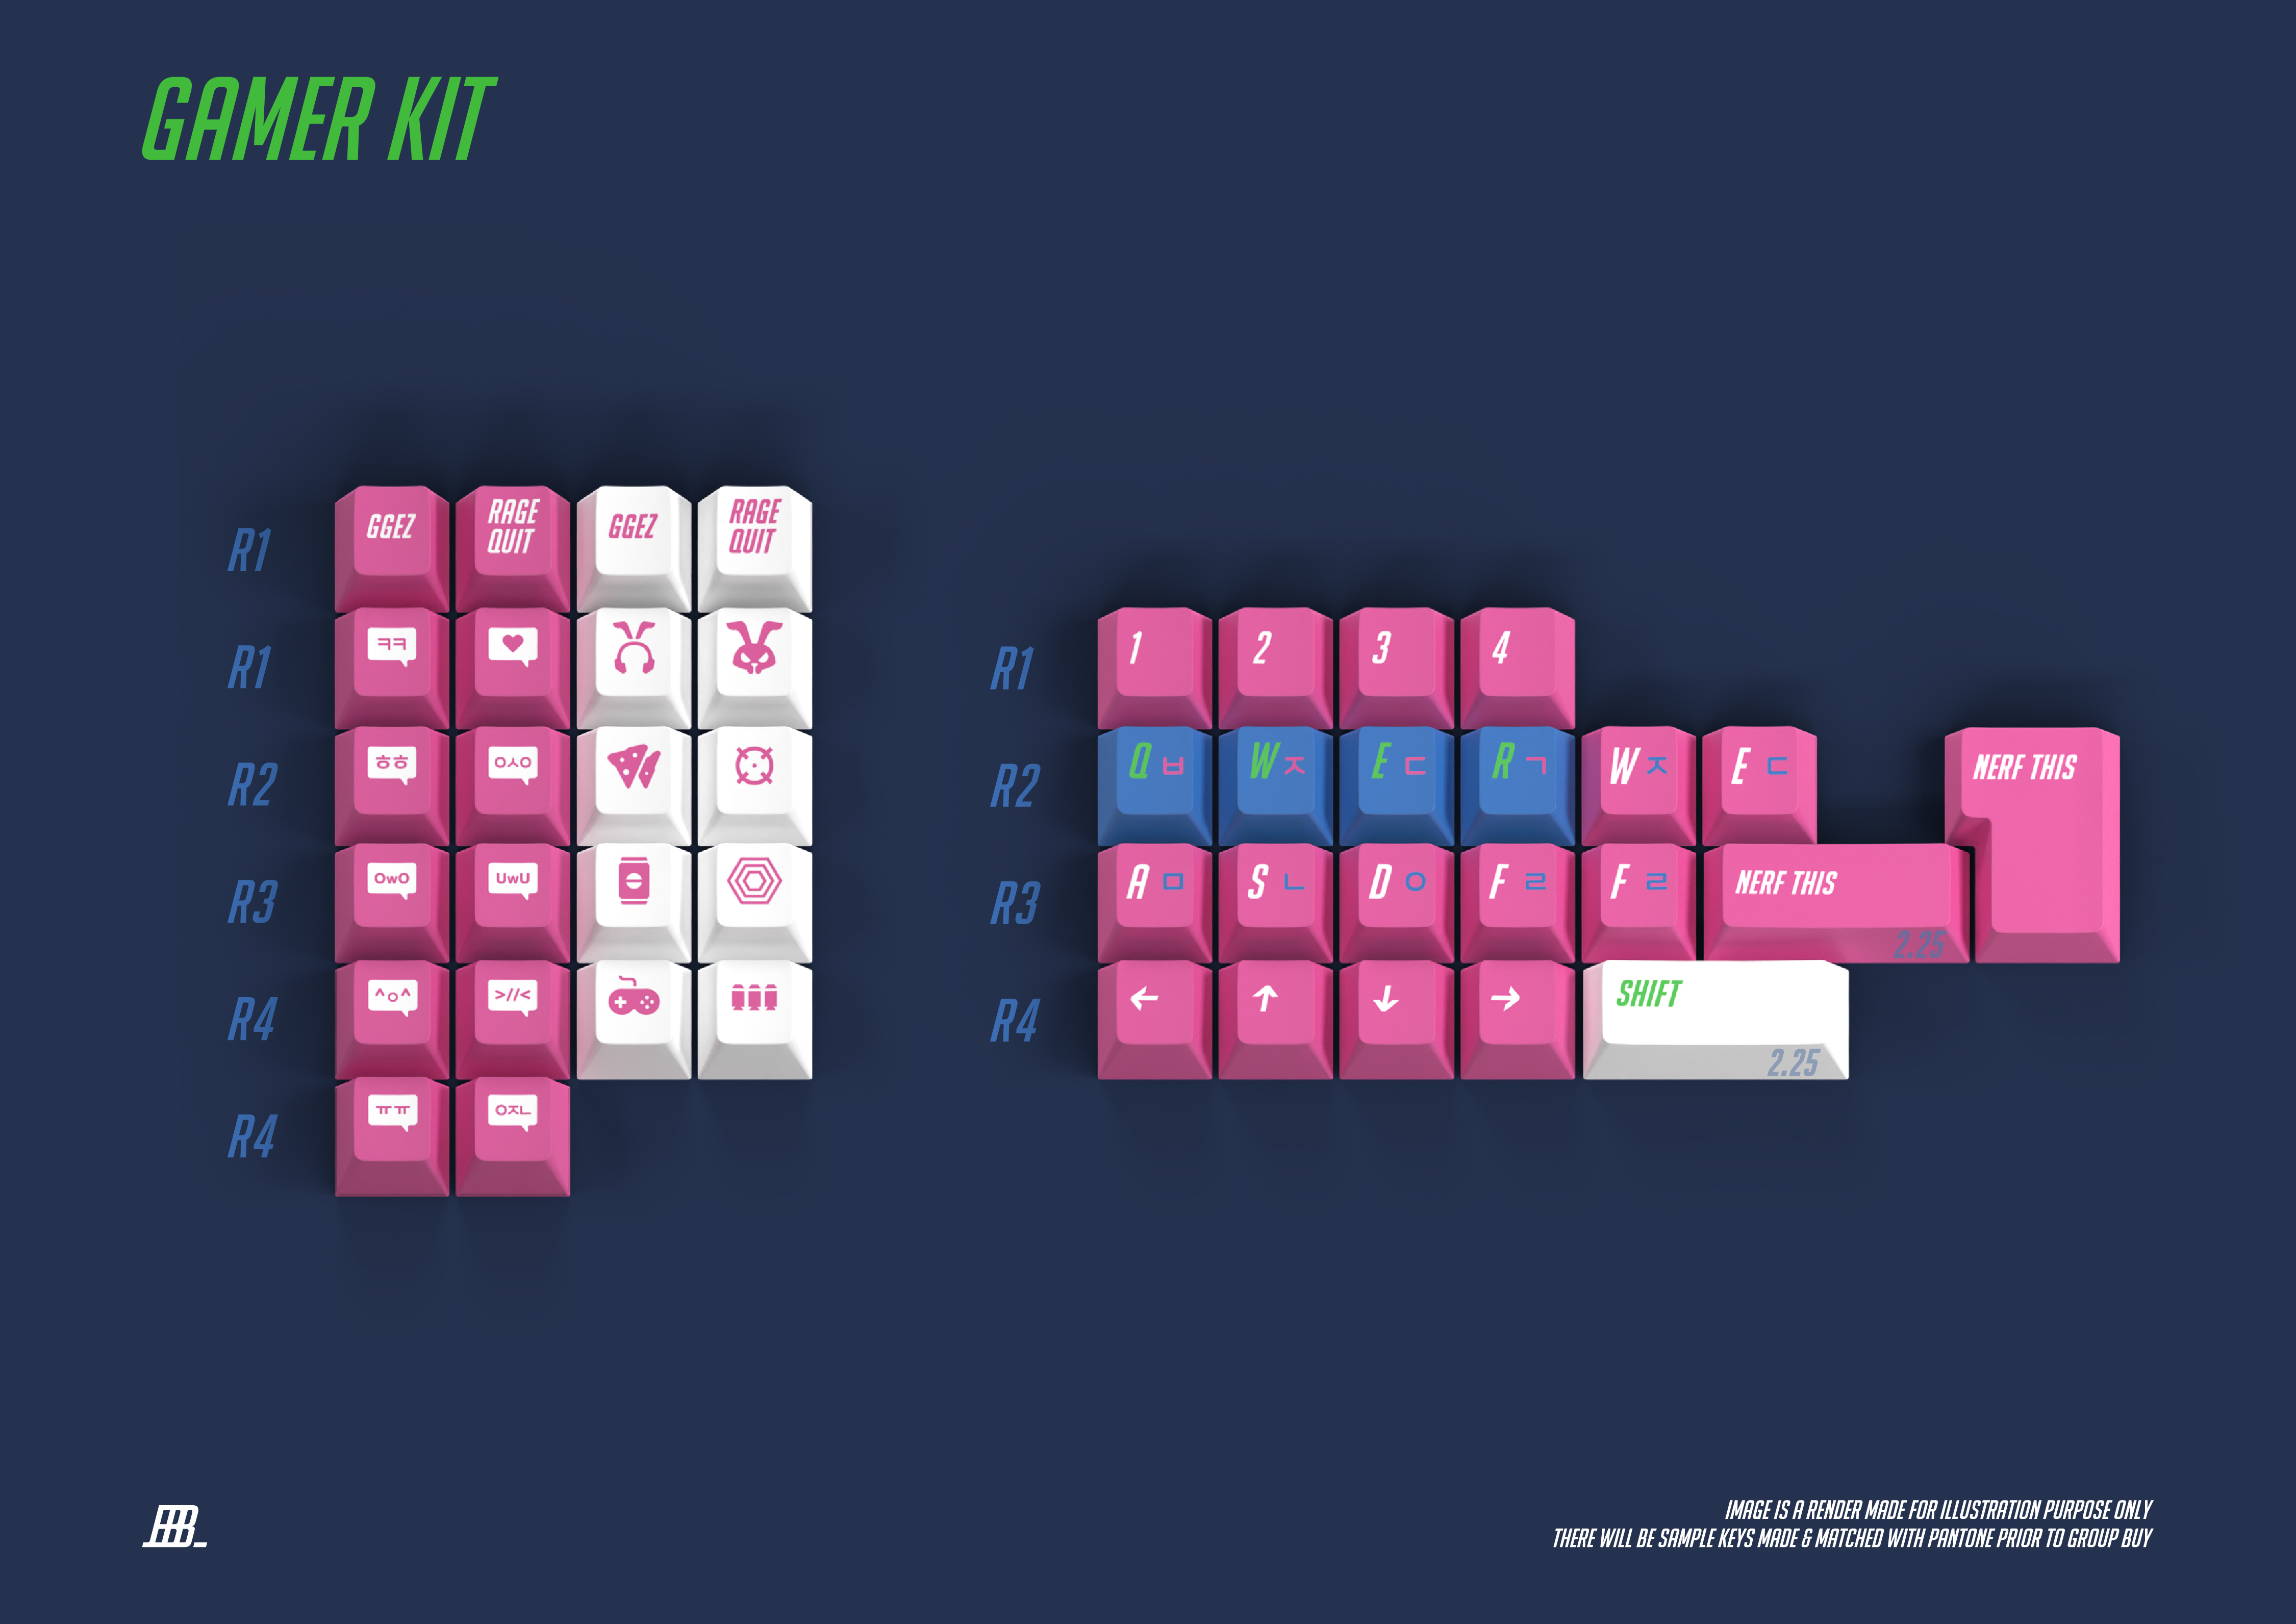 GAMER KIT
R1 GGEZ RAGE QUIT GGEZ RAGE QUIT
R1 ㅋㅋ
R2 ㅎㅎ ㅇㅅㅇ
R3 OwO UwU
R4 ^o^ >//<
R4 ㅠㅠ ㅇㅈㄴ
R1 1 2 3 4
R2 Q ㅂ W ㅈ E ㄷ R ㄱ W ㅈ E ㄷ NERF THIS
R3 A ㅁ S ㄴ D ㅇ F ㄹ F ㄹ NERF THIS 2.25
R4 ← ↑ ↓ → SHIFT 2.25
IMAGE IS A RENDER MADE FOR ILLUSTRATION PURPOSE ONLY
THERE WILL BE SAMPLE KEYS MADE & MATCHED WITH PANTONE PRIOR TO GROUP BUY